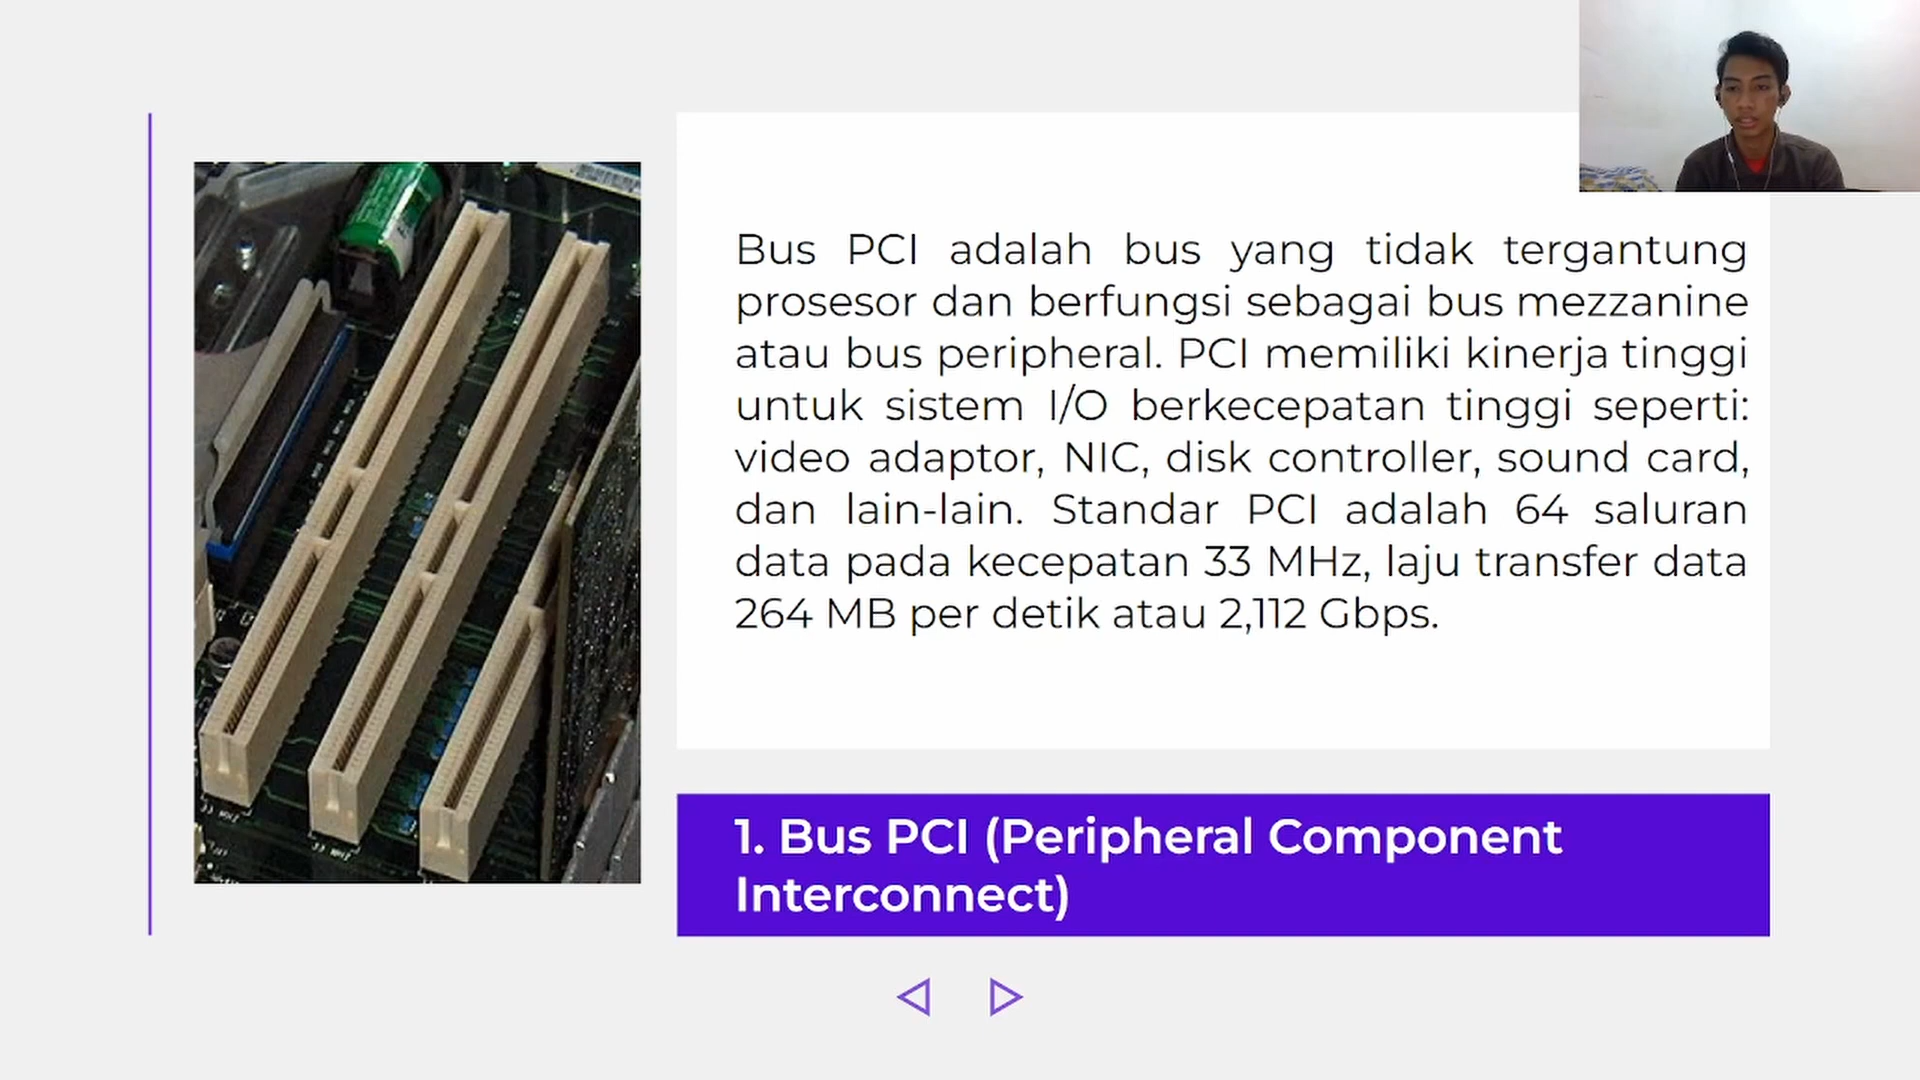 Bus PCI adalah bus yang tidak tergantung
prosesor dan berfungsi sebagai bus mezzanine
atau bus peripheral. PCI memiliki kinerja tinggi
untuk sistem I/O berkecepatan tinggi seperti:
video adaptor, NIC, disk controller, sound card,
dan lain-lain. Standar PCI adalah 64 saluran
data pada kecepatan 33 MHz, laju transfer data
264 MB per detik atau 2,112 Gbps.
1. Bus PCI (Peripheral Component
Interconnect)